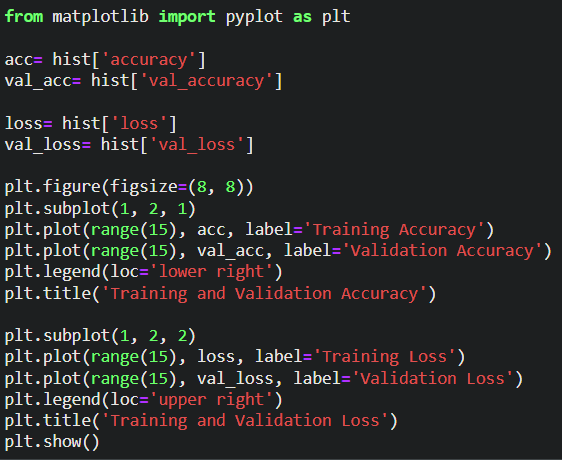 from matplotlib import pyplot as plt
acc= hist['accuracy']
val_acc= hist['val_accuracy']
loss= hist['loss']
val_loss= hist['val_loss']
plt.figure(figsize=(8, 8))
plt.subplot(1, 2, 1)
plt.plot(range(15), acc, label='Training Accuracy')
plt.plot(range(15), val_acc, label='Validation Accuracy')
plt.legend(loc='lower right')
plt.title('Training and Validation Accuracy')
plt.subplot(1, 2, 2)
plt.plot(range(15), loss, label='Training Loss')
plt.plot(range(15), val_loss, label='Validation Loss')
plt.legend(loc='upper right')
plt.title('Training and Validation Loss')
plt.show()